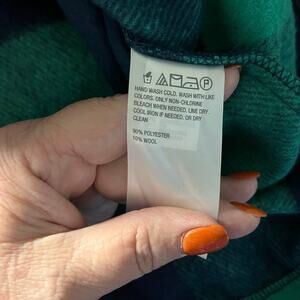 HAND WASH COLD, WASH WITH LIKE
COLORS, ONLY NON-CHLORINE
BLEACH WHEN NEEDED, LINE DRY
COOL IRON IF NEEDED, OR DRY
CLEAN
90% POLYESTER
10% WOOL